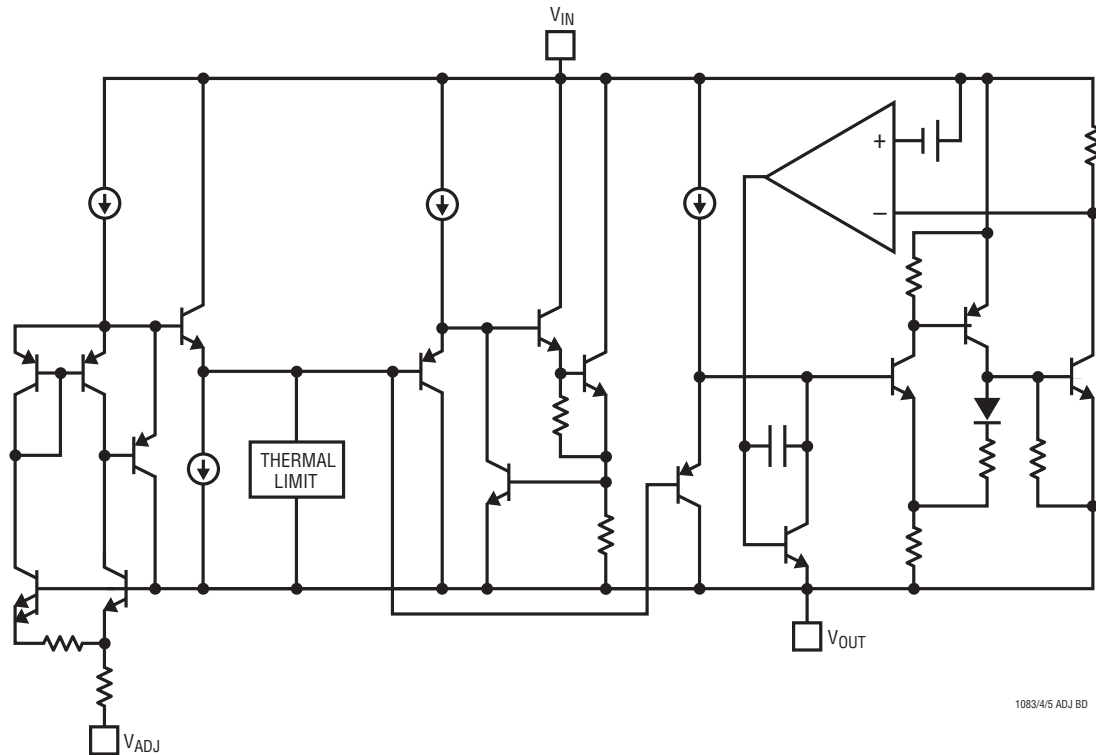 V_IN
+
−
THERMAL
LIMIT
V_OUT
V_ADJ
1083/4/5 ADJ BD